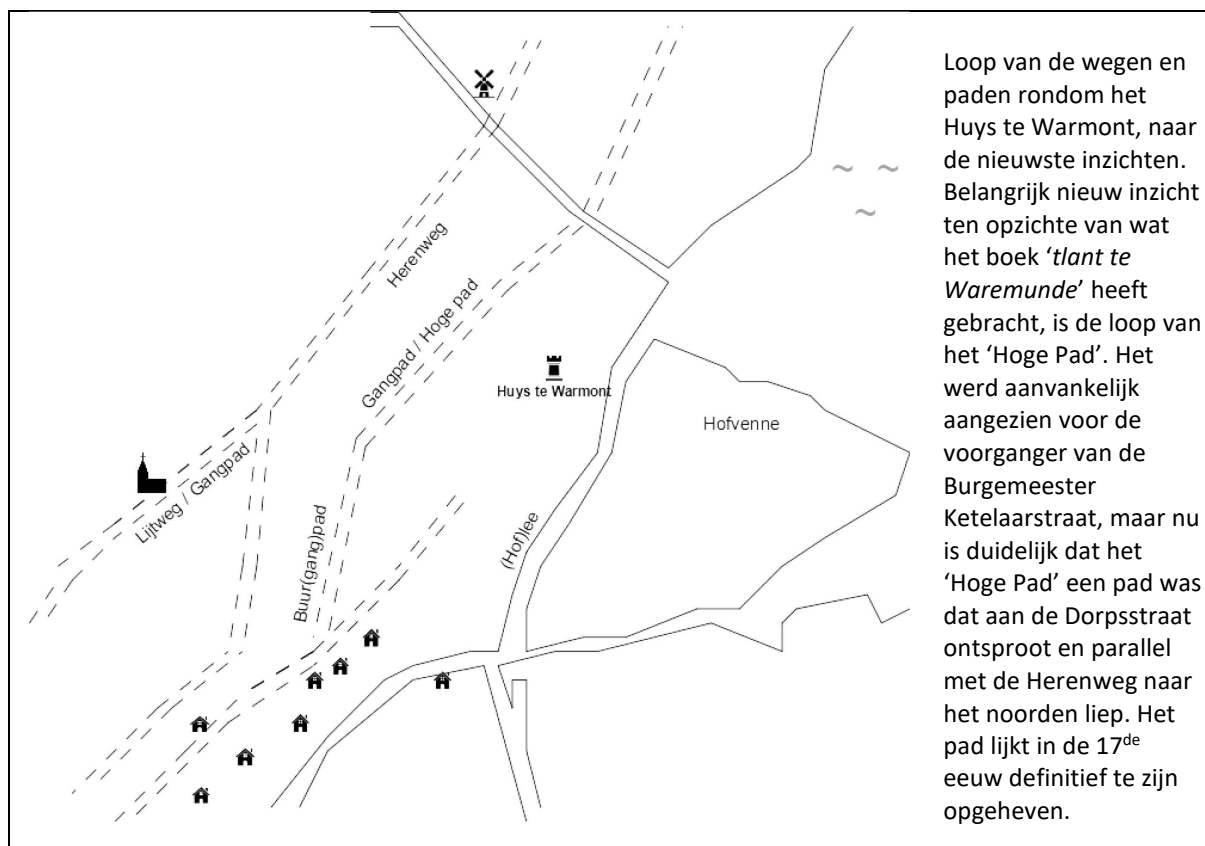 Herenweg
Gangpad / Hoge pad
Huys te Warmont
Hofvenne
Lijtweg / Gangpad
Buur(gang)pad
(Hof)lee
Loop van de wegen en
paden rondom het
Huys te Warmont, naar
de nieuwste inzichten.
Belangrijk nieuw inzicht
ten opzichte van wat
het boek ‘tlant te
Waremunde’ heeft
gebracht, is de loop van
het ‘Hoge Pad’. Het
werd aanvankelijk
aangezien voor de
voorganger van de
Burgemeester
Ketelaarstraat, maar nu
is duidelijk dat het
‘Hoge Pad’ een pad was
dat aan de Dorpsstraat
ontsproot en parallel
met de Herenweg naar
het noorden liep. Het
pad lijkt in de 17de
eeuw definitief te zijn
opgeheven.